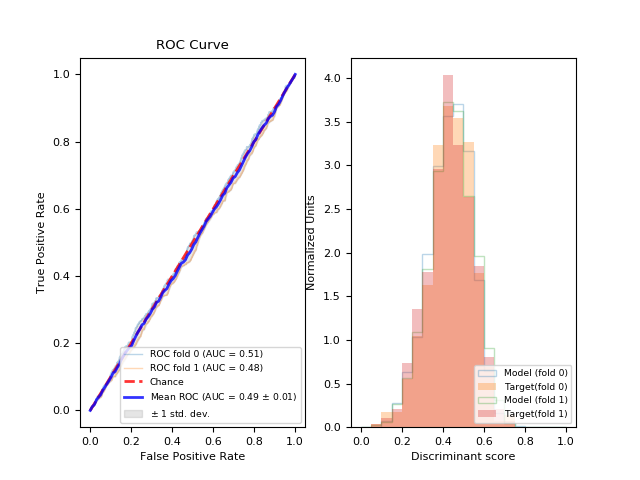 ROC Curve
True Positive Rate
1.0
0.8
0.6
0.4
0.2
0.0
ROC fold 0 (AUC = 0.51)
ROC fold 1 (AUC = 0.48)
Chance
Mean ROC (AUC = 0.49 ± 0.01)
± 1 std. dev.
0.0 0.2 0.4 0.6 0.8 1.0
False Positive Rate
Normalized Units
4.0
3.5
3.0
2.5
2.0
1.5
1.0
0.5
0.0
Model (fold 0)
Target(fold 0)
Model (fold 1)
Target(fold 1)
0.0 0.2 0.4 0.6 0.8 1.0
Discriminant score